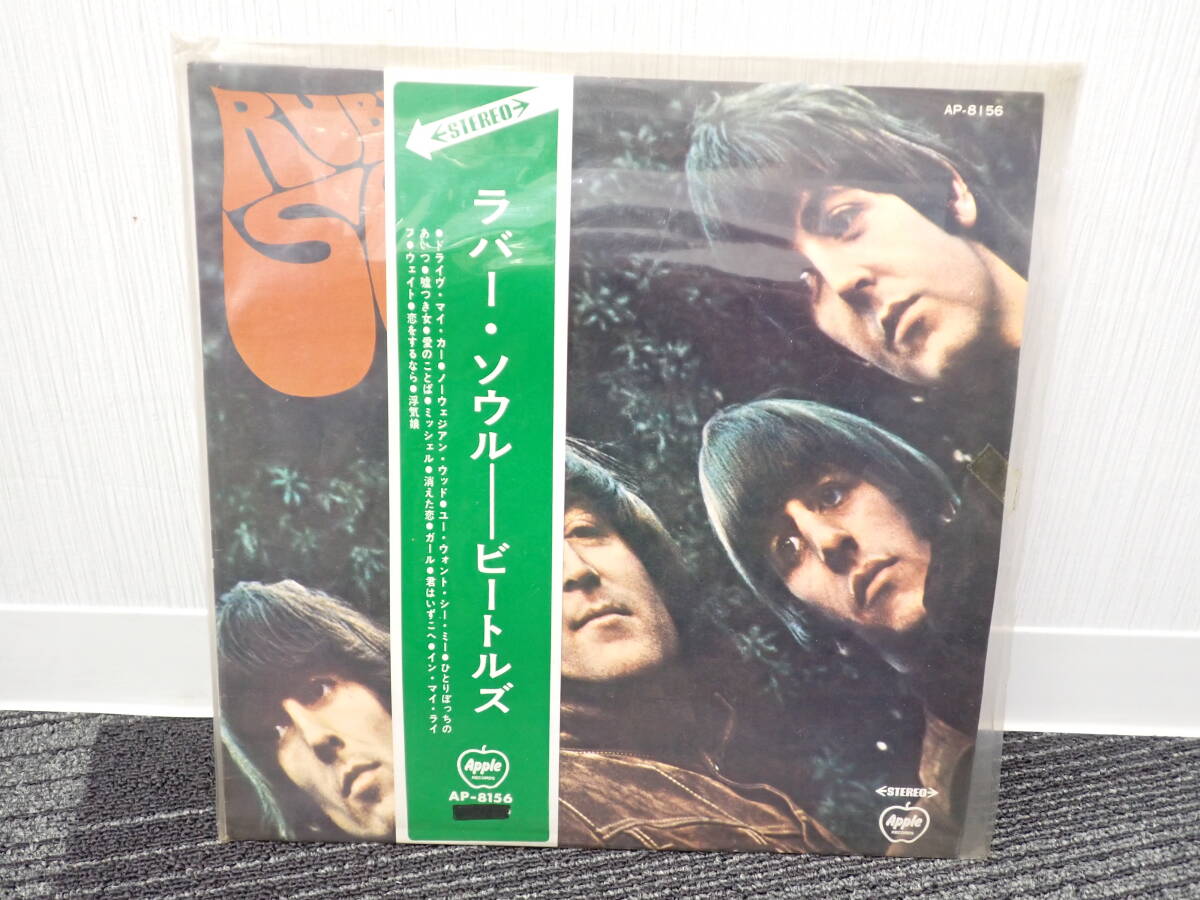 RUB
S
AP-8156
STEREO
ラバー・ソウル──ビートルズ
●ドライヴ・マイ・カー●ノーウェジアン・ウッド●ユー・ウォント・シー・ミー●ひとりぼっちの
あいつ●嘘つき女●愛のことば●ミッシェル●消えた恋●ガール●君はいずこへ●イン・マイ・ライ
フ●ウェイト●恋をするなら●浮気娘
Apple
RECORDS
AP-8156
STEREO
Apple
RECORDS